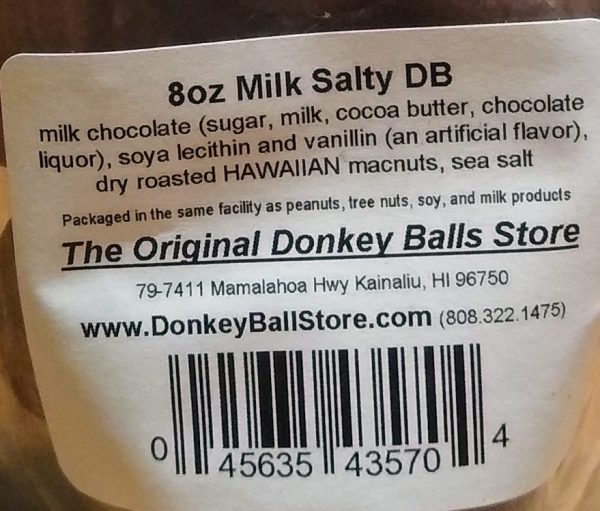 8oz Milk Salty DB
milk chocolate (sugar, milk, cocoa butter, chocolate
liquor), soya lecithin and vanillin (an artificial flavor),
dry roasted HAWAIIAN macnuts, sea salt
Packaged in the same facility as peanuts, tree nuts, soy, and milk products
The Original Donkey Balls Store
79-7411 Mamalahoa Hwy Kainaliu, HI 96750
www.DonkeyBallStore.com (808.322.1475)
0 45635 43570 4